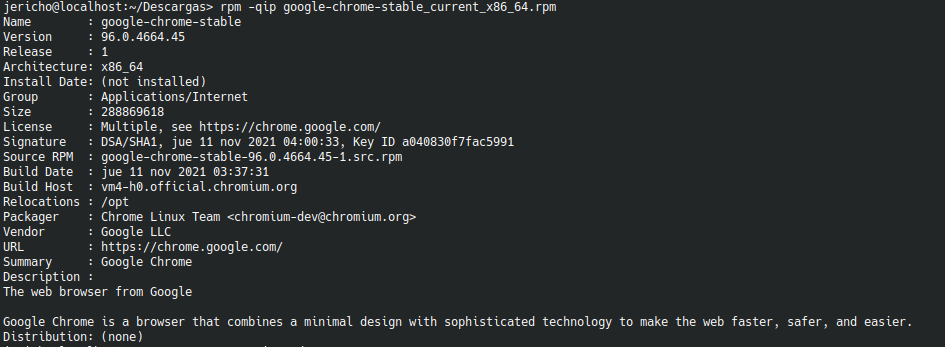 jericho@localhost:~/Descargas> rpm -qip google-chrome-stable_current_x86_64.rpm
Name        : google-chrome-stable
Version     : 96.0.4664.45
Release     : 1
Architecture: x86_64
Install Date: (not installed)
Group       : Applications/Internet
Size        : 288869618
License     : Multiple, see https://chrome.google.com/
Signature   : DSA/SHA1, jue 11 nov 2021 04:00:33, Key ID a040830f7fac5991
Source RPM  : google-chrome-stable-96.0.4664.45-1.src.rpm
Build Date  : jue 11 nov 2021 03:37:31
Build Host  : vm4-h0.official.chromium.org
Relocations : /opt
Packager    : Chrome Linux Team <chromium-dev@chromium.org>
Vendor      : Google LLC
URL         : https://chrome.google.com/
Summary     : Google Chrome
Description :
The web browser from Google

Google Chrome is a browser that combines a minimal design with sophisticated technology to make the web faster, safer, and easier.
Distribution: (none)